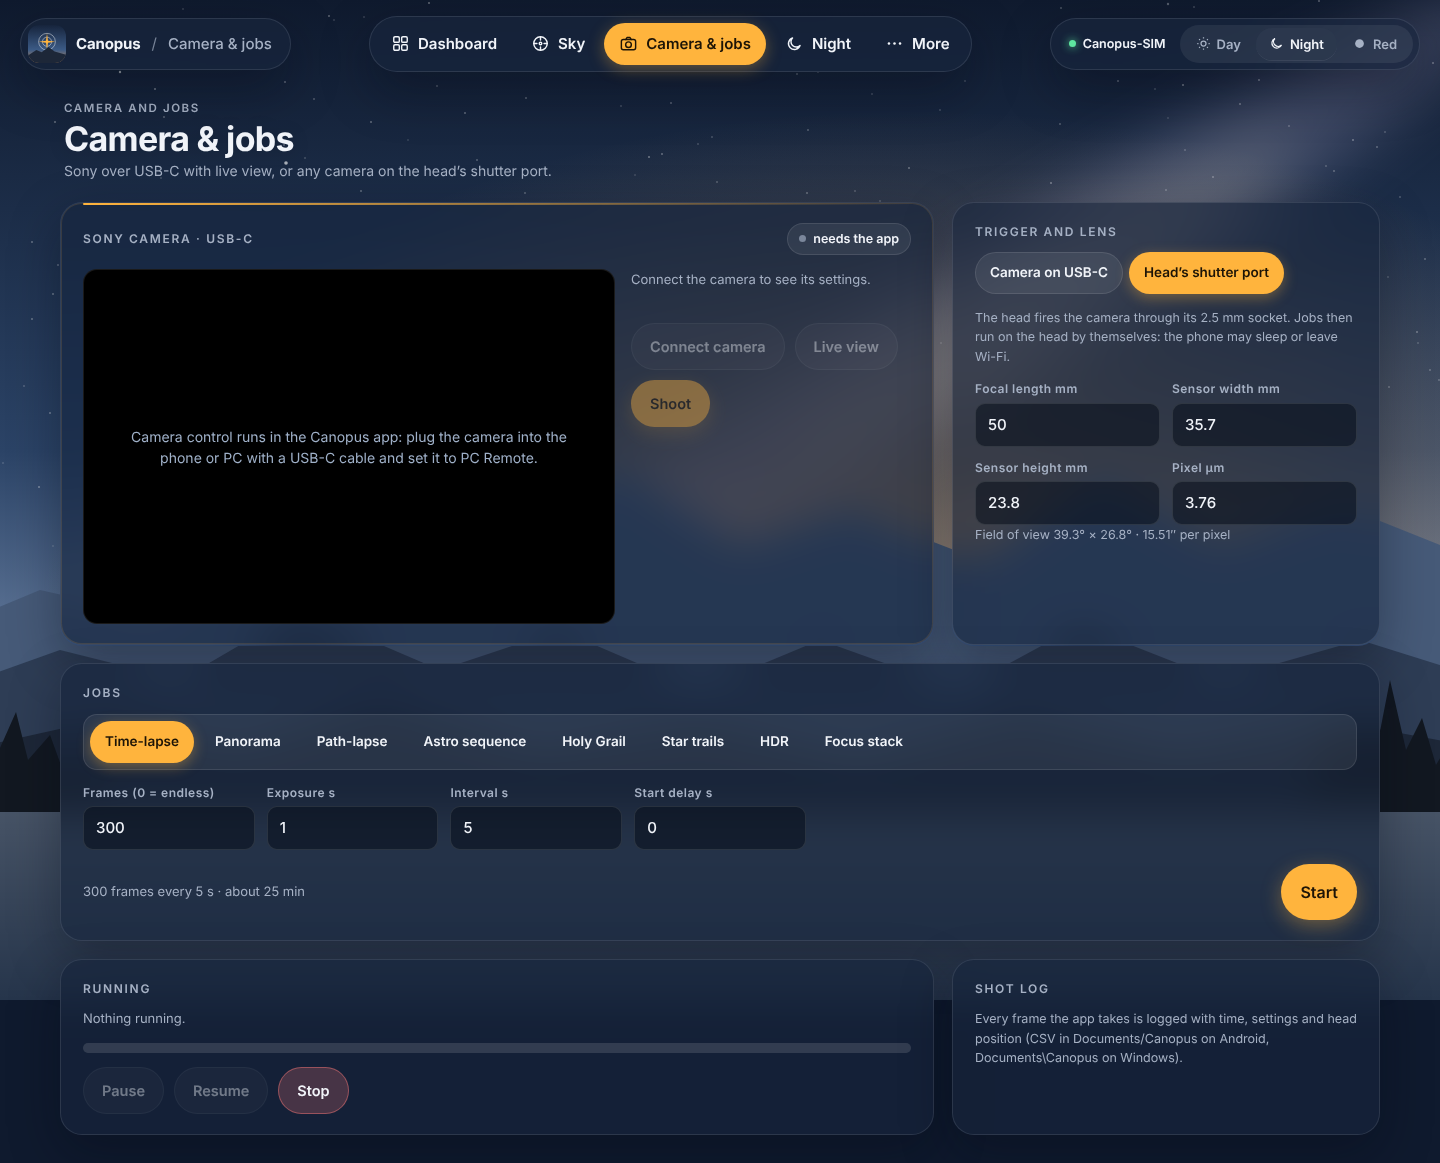 Canopus / Camera & jobs
Dashboard
Sky
Camera & jobs
Night
More
Canopus-SIM
Day
Night
Red
CAMERA AND JOBS
Camera & jobs
Sony over USB-C with live view, or any camera on the head’s shutter port.
SONY CAMERA · USB-C
needs the app
Camera control runs in the Canopus app: plug the camera into the
phone or PC with a USB-C cable and set it to PC Remote.
Connect the camera to see its settings.
Connect camera
Live view
Shoot
TRIGGER AND LENS
Camera on USB-C
Head’s shutter port
The head fires the camera through its 2.5 mm socket. Jobs then
run on the head by themselves: the phone may sleep or leave
Wi-Fi.
Focal length mm
50
Sensor width mm
35.7
Sensor height mm
23.8
Pixel µm
3.76
Field of view 39.3° × 26.8° · 15.51″ per pixel
JOBS
Time-lapse
Panorama
Path-lapse
Astro sequence
Holy Grail
Star trails
HDR
Focus stack
Frames (0 = endless)
300
Exposure s
1
Interval s
5
Start delay s
0
300 frames every 5 s · about 25 min
Start
RUNNING
Nothing running.
Pause
Resume
Stop
SHOT LOG
Every frame the app takes is logged with time, settings and head
position (CSV in Documents/Canopus on Android,
Documents\Canopus on Windows).